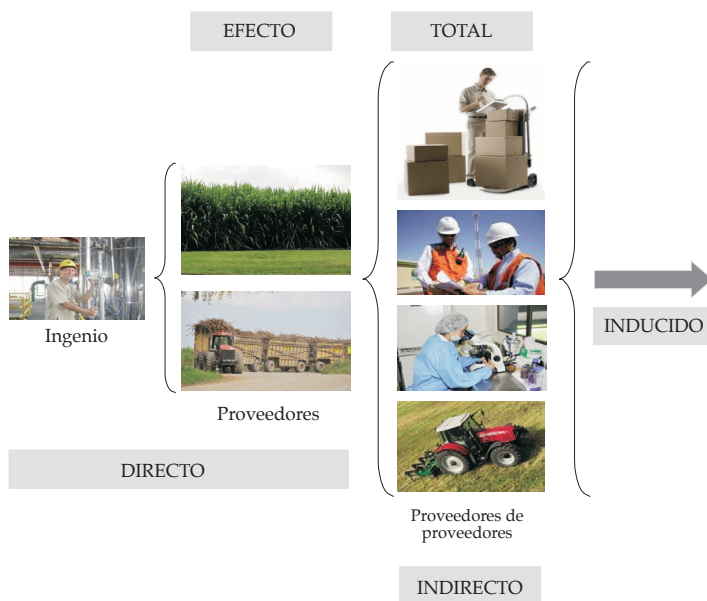 EFECTO TOTAL
Ingenio
Proveedores
DIRECTO
Proveedores de
proveedores
INDIRECTO
INDUCIDO